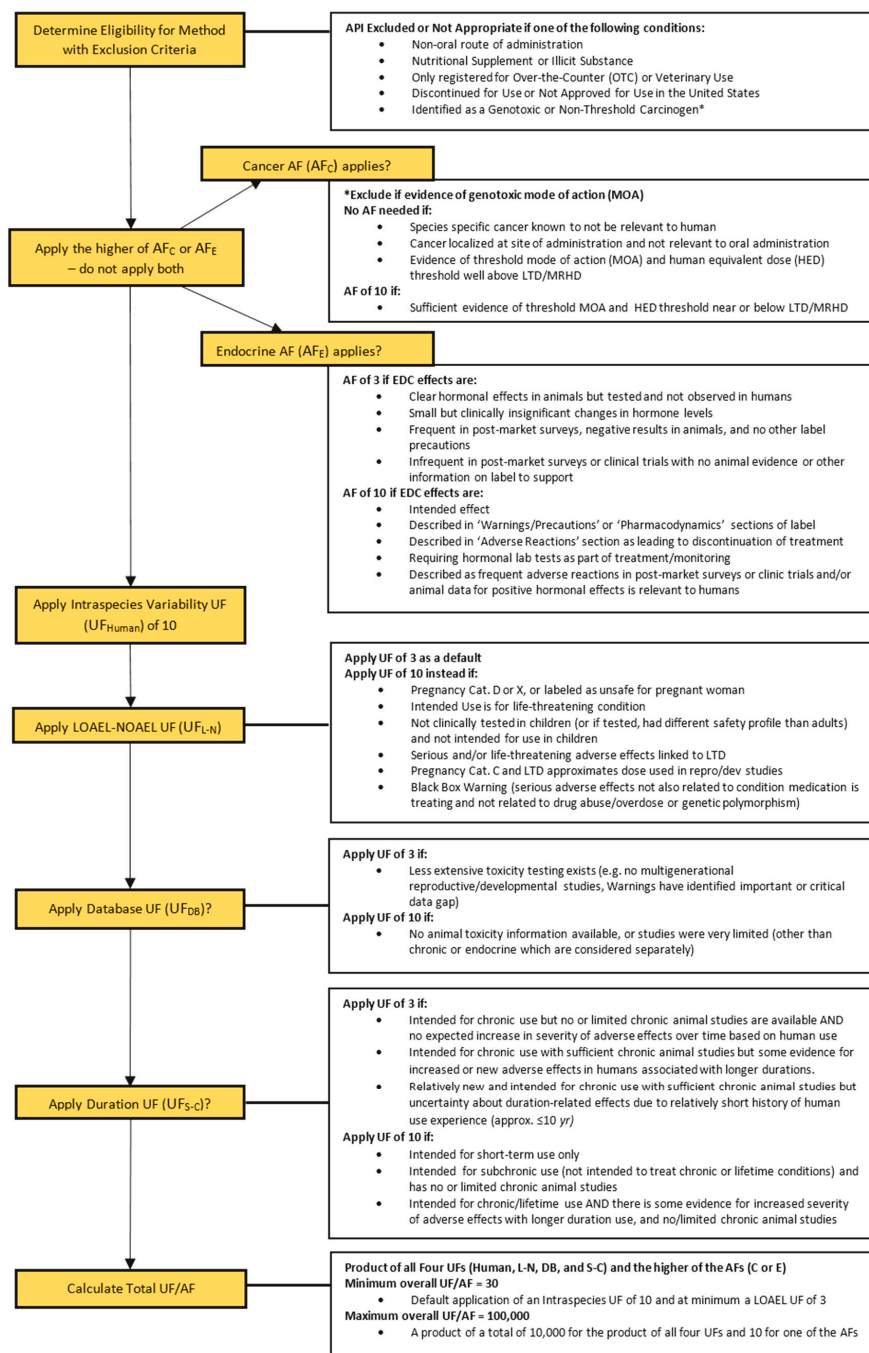 Determine Eligibility for Method
with Exclusion Criteria
API Excluded or Not Appropriate if one of the following conditions:
• Non-oral route of administration
• Nutritional Supplement or Illicit Substance
• Only registered for Over-the-Counter (OTC) or Veterinary Use
• Discontinued for Use or Not Approved for Use in the United States
• Identified as a Genotoxic or Non-Threshold Carcinogen*
Cancer AF (AFC) applies?
*Exclude if evidence of genotoxic mode of action (MOA)
No AF needed if:
• Species specific cancer known to not be relevant to human
• Cancer localized at site of administration and not relevant to oral administration
• Evidence of threshold mode of action (MOA) and human equivalent dose (HED)
threshold well above LTD/MRHD
AF of 10 if:
• Sufficient evidence of threshold MOA and HED threshold near or below LTD/MRHD
Apply the higher of AFC or AFE
– do not apply both
Endocrine AF (AFE) applies?
AF of 3 if EDC effects are:
• Clear hormonal effects in animals but tested and not observed in humans
• Small but clinically insignificant changes in hormone levels
• Frequent in post-market surveys, negative results in animals, and no other label
precautions
• Infrequent in post-market surveys or clinical trials with no animal evidence or other
information on label to support
AF of 10 if EDC effects are:
• Intended effect
• Described in ‘Warnings/Precautions’ or ‘Pharmacodynamics’ sections of label
• Described in ‘Adverse Reactions’ section as leading to discontinuation of treatment
• Requiring hormonal lab tests as part of treatment/monitoring
• Described as frequent adverse reactions in post-market surveys or clinic trials and/or
animal data for positive hormonal effects is relevant to humans
Apply Intraspecies Variability UF
(UFHuman) of 10
Apply LOAEL-NOAEL UF (UFL-N)
Apply UF of 3 as a default
Apply UF of 10 instead if:
• Pregnancy Cat. D or X, or labeled as unsafe for pregnant woman
• Intended Use is for life-threatening condition
• Not clinically tested in children (or if tested, had different safety profile than adults)
and not intended for use in children
• Serious and/or life-threatening adverse effects linked to LTD
• Pregnancy Cat. C and LTD approximates dose used in repro/dev studies
• Black Box Warning (serious adverse effects not also related to condition medication is
treating and not related to drug abuse/overdose or genetic polymorphism)
Apply Database UF (UFDB)?
Apply UF of 3 if:
• Less extensive toxicity testing exists (e.g. no multigenerational
reproductive/developmental studies, Warnings have identified important or critical
data gap)
Apply UF of 10 if:
• No animal toxicity information available, or studies were very limited (other than
chronic or endocrine which are considered separately)
Apply Duration UF (UFS-C)?
Apply UF of 3 if:
• Intended for chronic use but no or limited chronic animal studies are available AND
no expected increase in severity of adverse effects over time based on human use
• Intended for chronic use with sufficient chronic animal studies but some evidence for
increased or new adverse effects in humans associated with longer durations.
• Relatively new and intended for chronic use with sufficient chronic animal studies but
uncertainty about duration-related effects due to relatively short history of human
use experience (approx. ≤10 yr)
Apply UF of 10 if:
• Intended for short-term use only
• Intended for subchronic use (not intended to treat chronic or lifetime conditions) and
has no or limited chronic animal studies
• Intended for chronic/lifetime use AND there is some evidence for increased severity
of adverse effects with longer duration use, and no/limited chronic animal studies
Calculate Total UF/AF
Product of all Four UFs (Human, L-N, DB, and S-C) and the higher of the AFs (C or E)
Minimum overall UF/AF = 30
• Default application of an Intraspecies UF of 10 and at minimum a LOAEL UF of 3
Maximum overall UF/AF = 100,000
• A product of a total of 10,000 for the product of all four UFs and 10 for one of the AFs